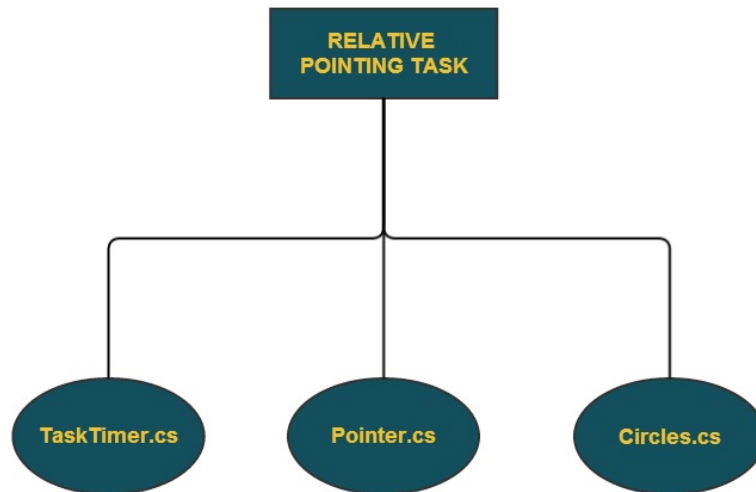 RELATIVE
POINTING TASK
TaskTimer.cs
Pointer.cs
Circles.cs